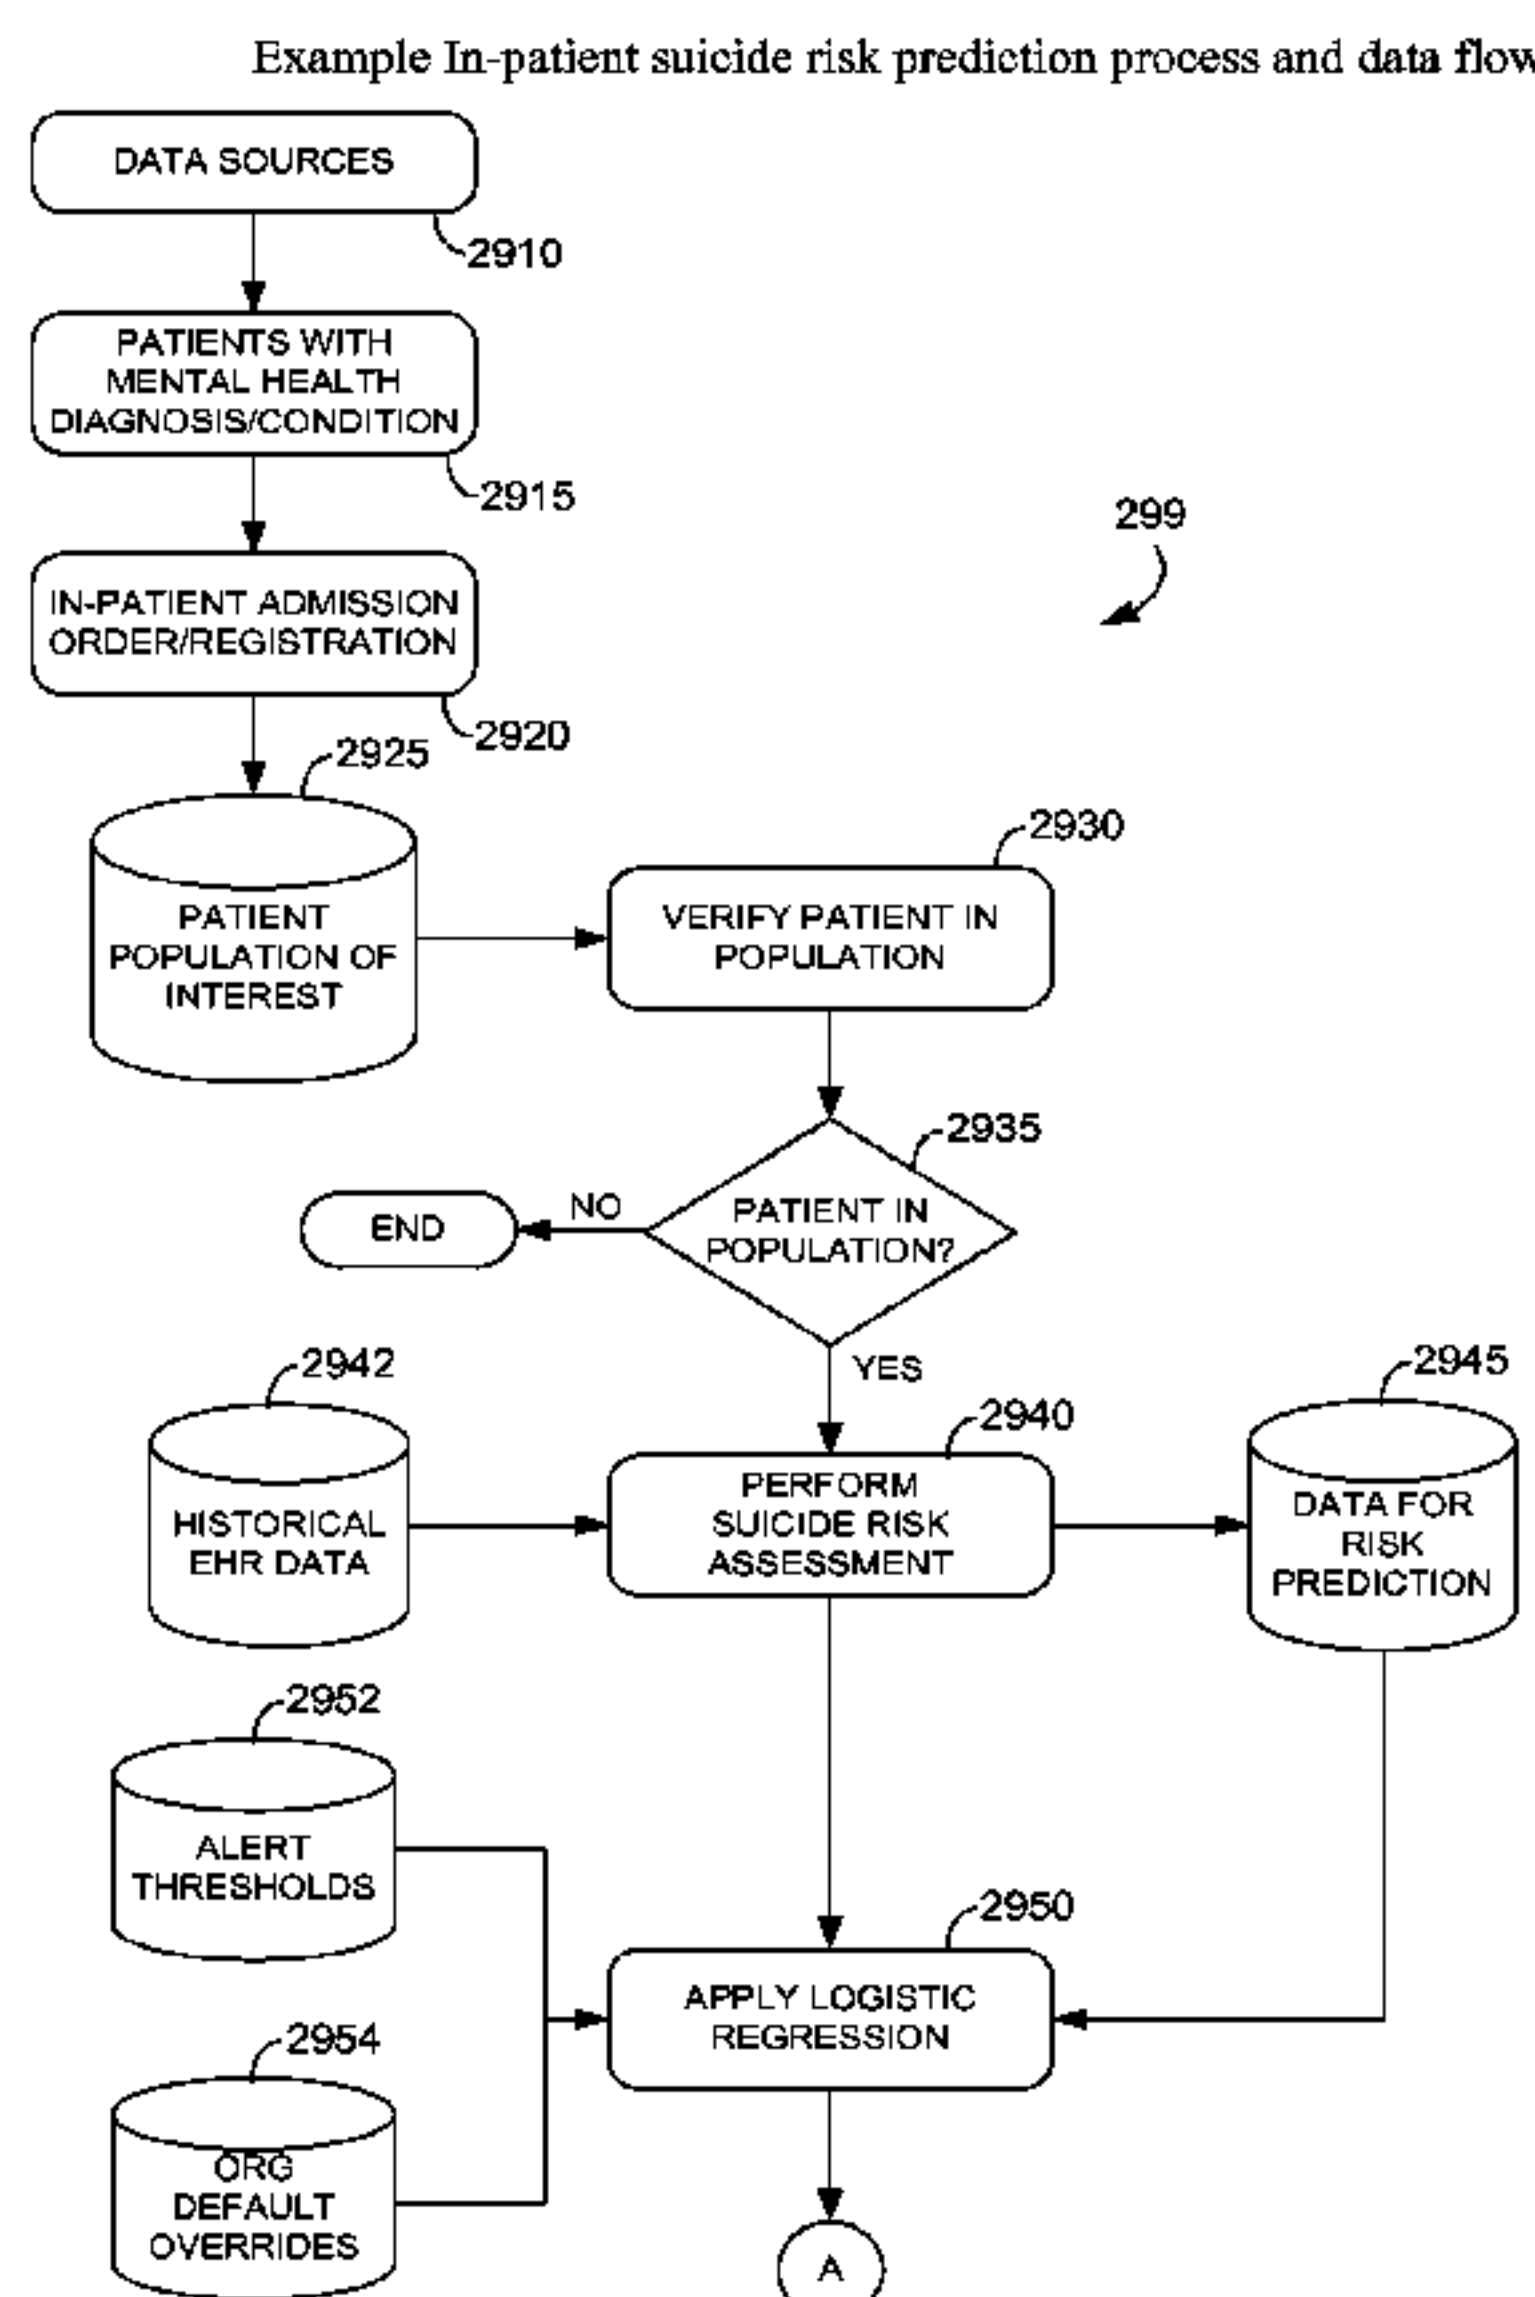 Example In-patient suicide risk prediction process and data flow
DATA SOURCES
2910
PATIENTS WITH
MENTAL HEALTH
DIAGNOSIS/CONDITION
2915
299
IN-PATIENT ADMISSION
ORDER/REGISTRATION
2920
2925
PATIENT
POPULATION OF
INTEREST
2930
VERIFY PATIENT IN
POPULATION
2935
PATIENT IN
POPULATION?
NO
END
YES
2942
HISTORICAL
EHR DATA
2940
PERFORM
SUICIDE RISK
ASSESSMENT
2945
DATA FOR
RISK
PREDICTION
2952
ALERT
THRESHOLDS
2950
APPLY LOGISTIC
REGRESSION
2954
ORG
DEFAULT
OVERRIDES
A